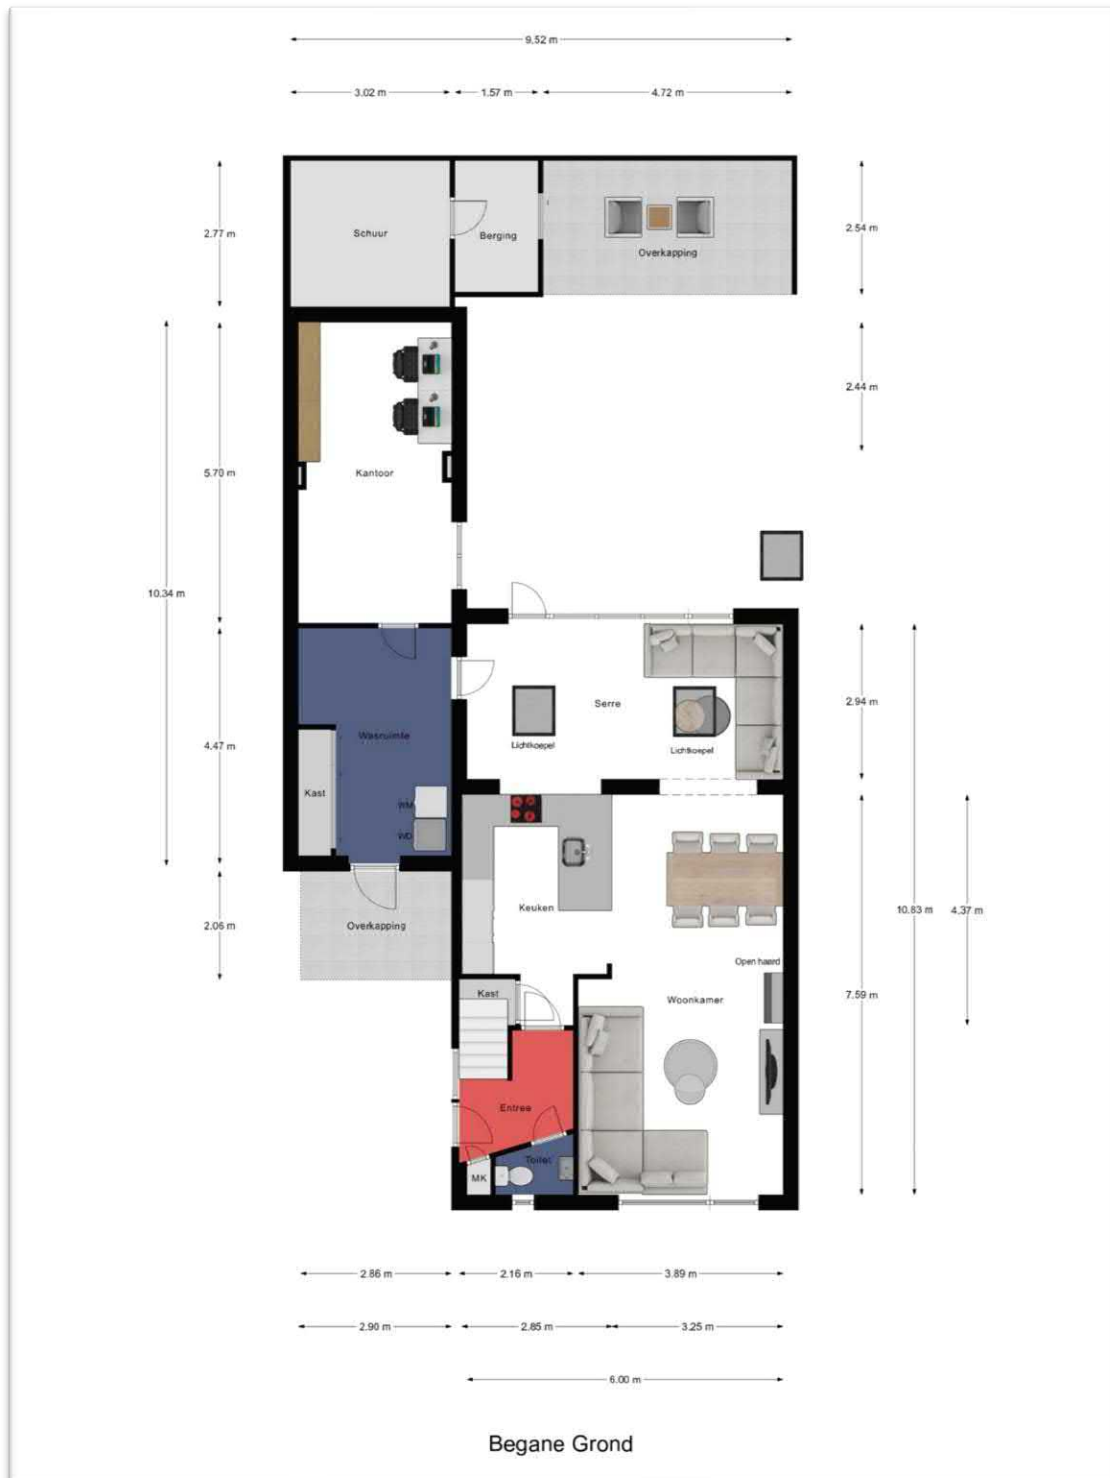 9.52 m
3.02 m
1.57 m
4.72 m
2.77 m
Schuur
Berging
Overkapping
2.54 m
2.44 m
5.70 m
Kantoor
10.34 m
Serre
2.94 m
Lichtkoepel
Lichtkoepel
Wasruimte
4.47 m
Kast
WM
WD
Keuken
10.83 m
4.37 m
2.06 m
Overkapping
Open haard
Kast
Woonkamer
7.59 m
Entree
Toilet
MK
2.86 m
2.16 m
3.89 m
2.90 m
2.85 m
3.25 m
6.00 m
Begane Grond